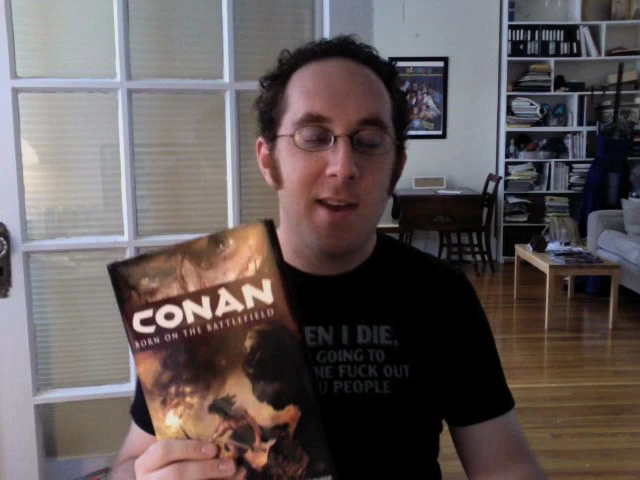 CONAN
BORN ON THE BATTLEFIELD
EN I DIE,
GOING TO
HE FUCK OUT
U PEOPLE